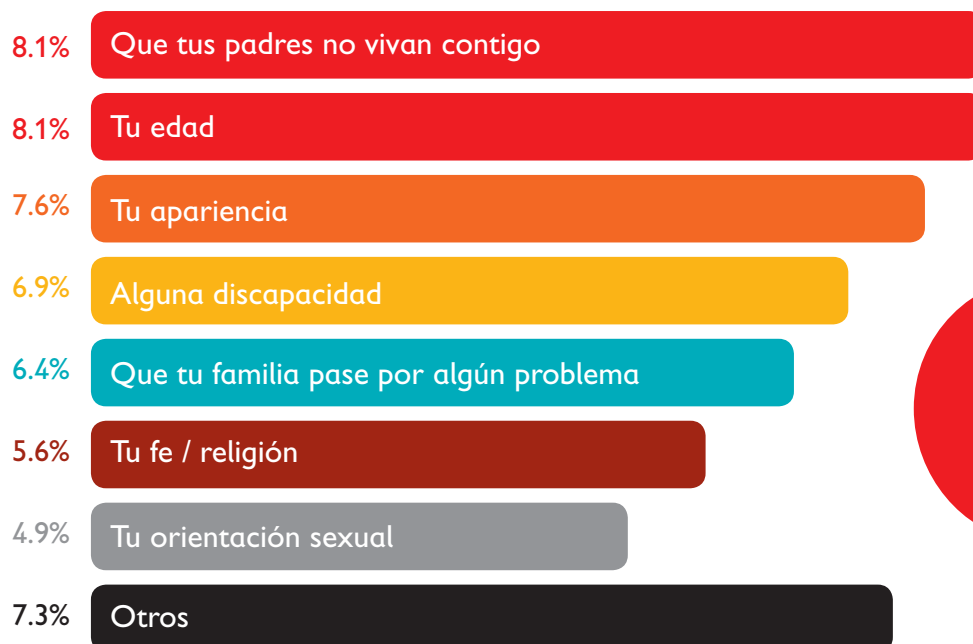 8.1% Que tus padres no vivan contigo
8.1% Tu edad
7.6% Tu apariencia
6.9% Alguna discapacidad
6.4% Que tu familia pase por algún problema
5.6% Tu fe / religión
4.9% Tu orientación sexual
7.3% Otros